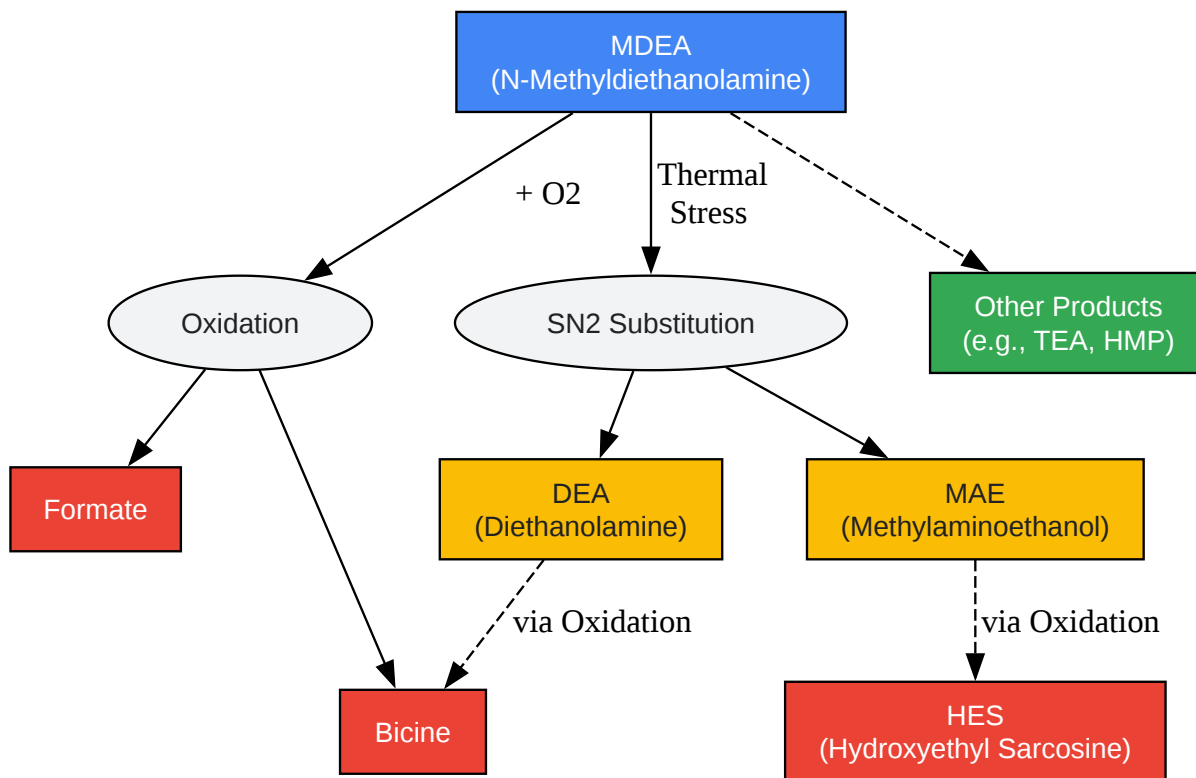 MDEA
(N-Methyldiethanolamine)
+ O2
Thermal
Stress
Oxidation
SN2 Substitution
Other Products
(e.g., TEA, HMP)
Formate
DEA
(Diethanolamine)
MAE
(Methylaminoethanol)
via Oxidation
via Oxidation
Bicine
HES
(Hydroxyethyl Sarcosine)